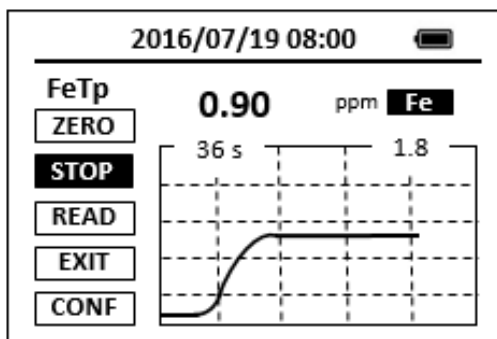 2016/07/19 08:00
FeTp
0.90 ppm Fe
ZERO
36 s 1.8
STOP
READ
EXIT
CONF